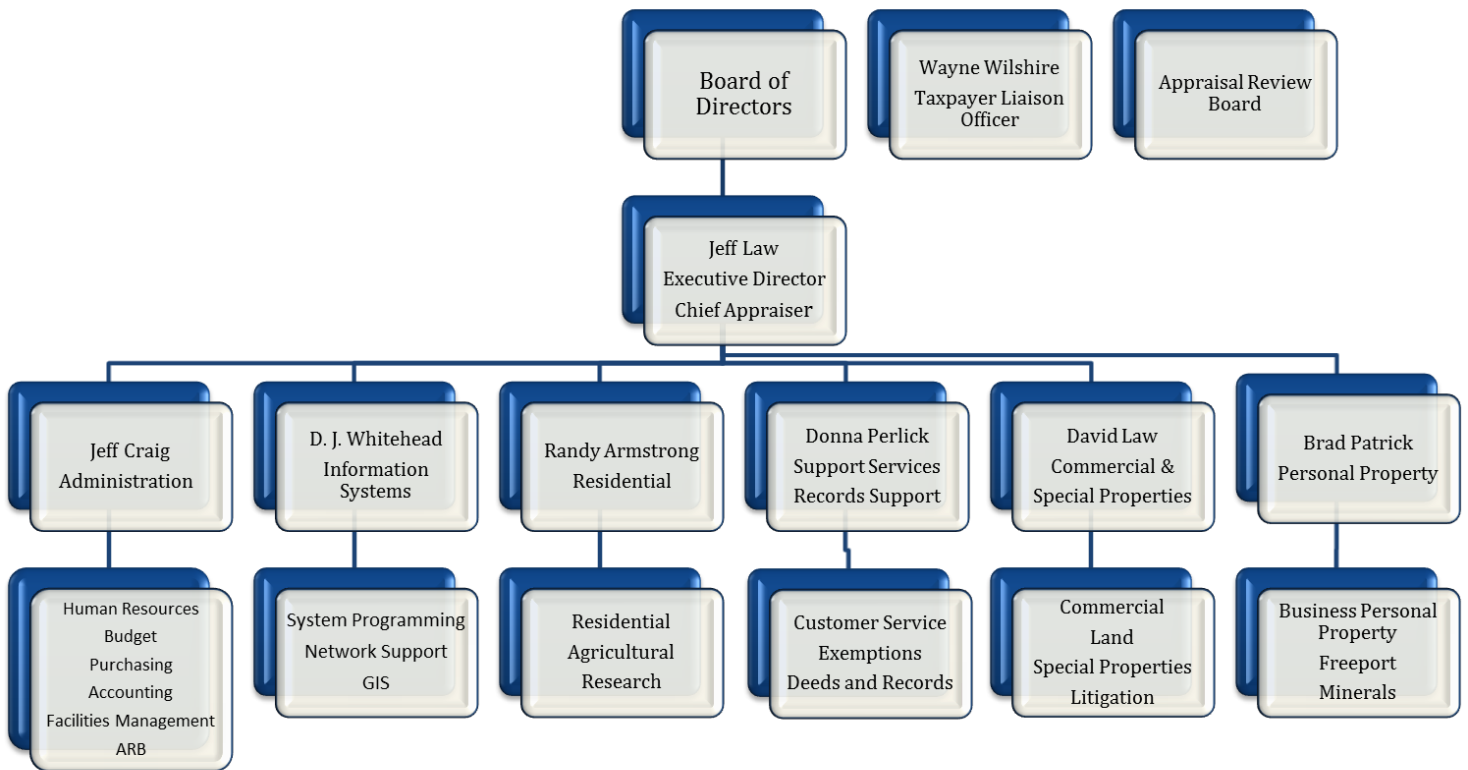 Board of
Directors
Wayne Wilshire
Taxpayer Liaison
Officer
Appraisal Review
Board
Jeff Law
Executive Director
Chief Appraiser
Jeff Craig
Administration
D. J. Whitehead
Information
Systems
Randy Armstrong
Residential
Donna Perlick
Support Services
Records Support
David Law
Commercial &
Special Properties
Brad Patrick
Personal Property
Human Resources
Budget
Purchasing
Accounting
Facilities Management
ARB
System Programming
Network Support
GIS
Residential
Agricultural
Research
Customer Service
Exemptions
Deeds and Records
Commercial
Land
Special Properties
Litigation
Business Personal
Property
Freeport
Minerals